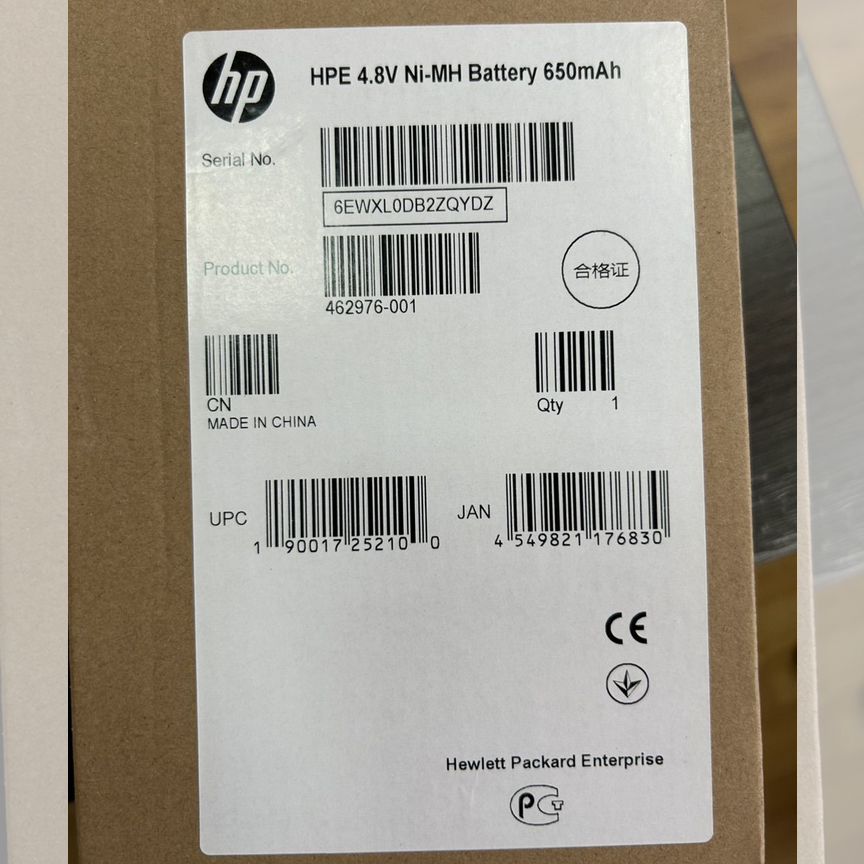 hp
HPE 4.8V Ni-MH Battery 650mAh
Serial No.
6EWXL0DB2ZQYDZ
Product No.
462976-001
合格证
CN
MADE IN CHINA
Qty 1
UPC
1 90017 25210 0
JAN
4 549821 176830
CE
Hewlett Packard Enterprise
PCT